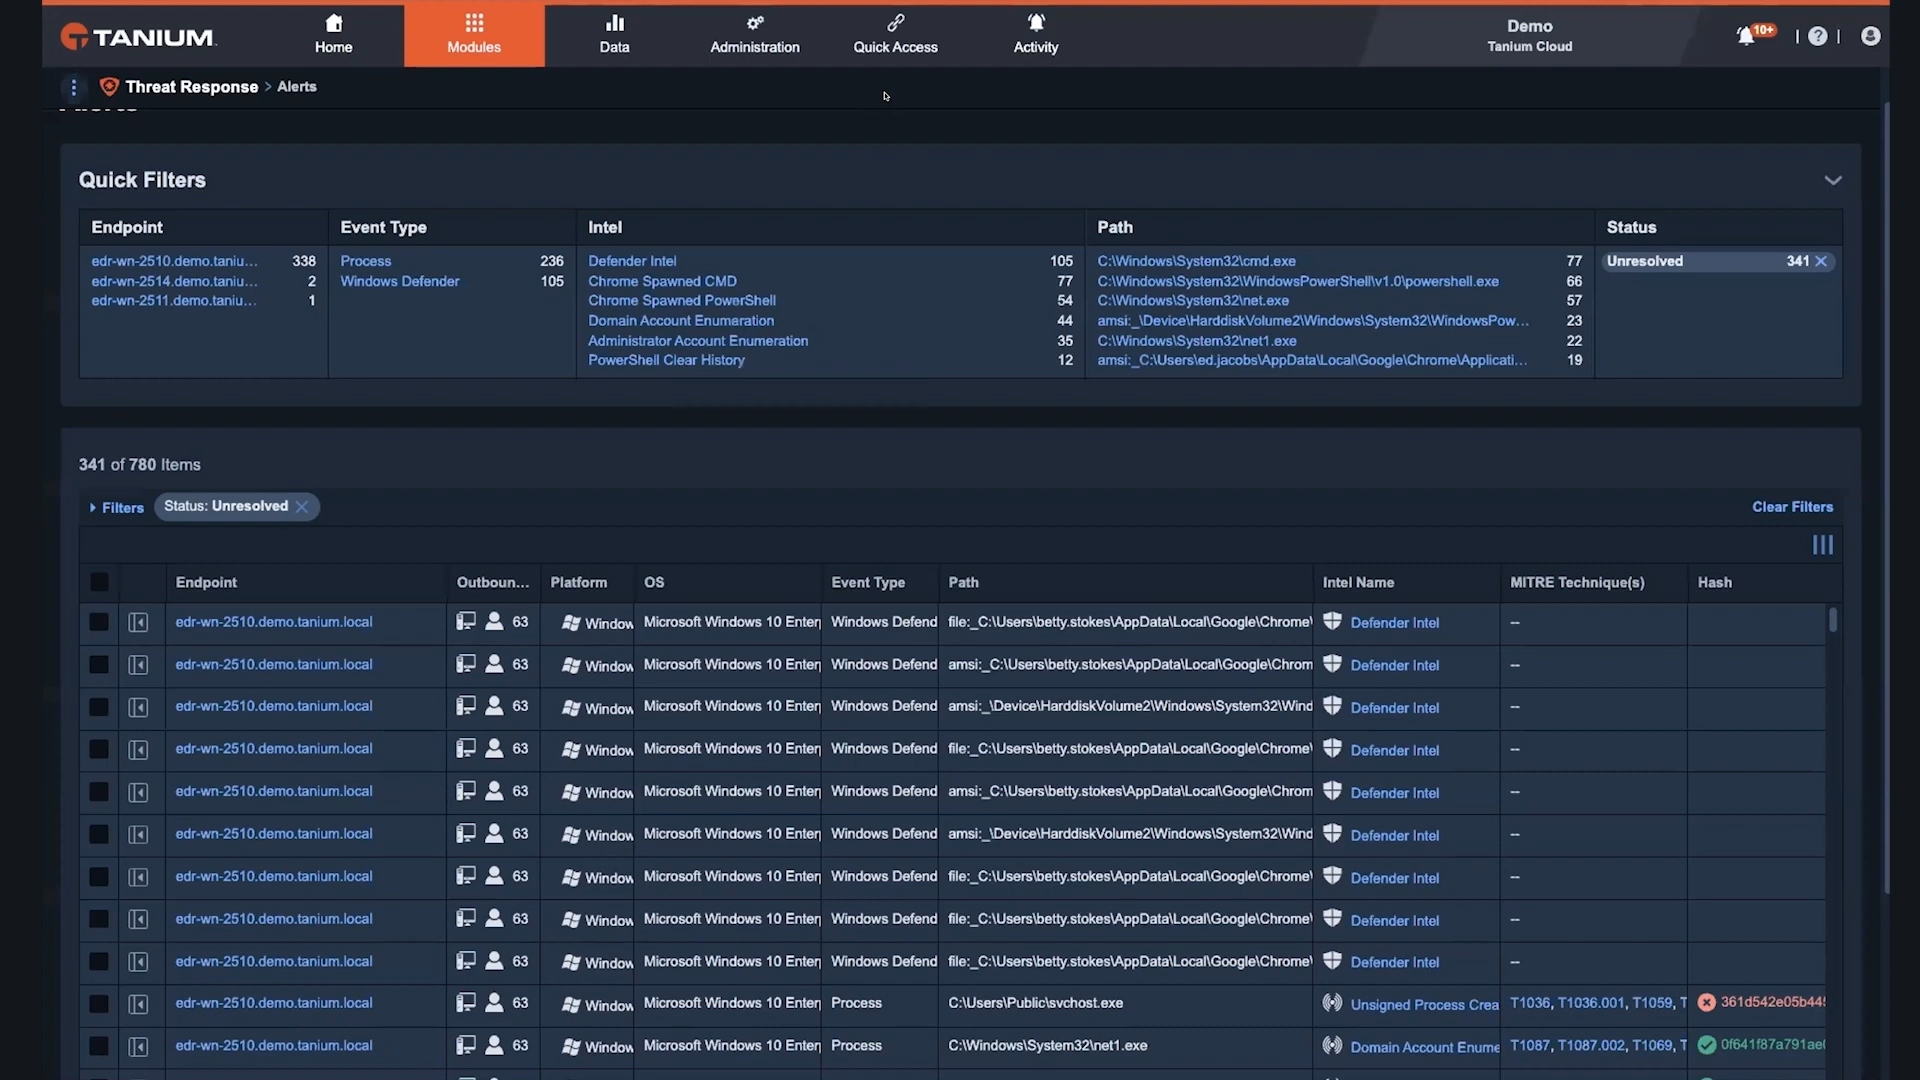 TANIUM
Home
Modules
Data
Administration
Quick Access
Activity
Demo
Tanium Cloud
10+
?
Threat Response > Alerts
Alerts
Quick Filters
Endpoint
edr-wn-2510.demo.taniu... 338
edr-wn-2514.demo.taniu... 2
edr-wn-2511.demo.taniu... 1
Event Type
Process 236
Windows Defender 105
Intel
Defender Intel 105
Chrome Spawned CMD 77
Chrome Spawned PowerShell 54
Domain Account Enumeration 44
Administrator Account Enumeration 35
PowerShell Clear History 12
Path
C:\Windows\System32\cmd.exe 77
C:\Windows\System32\WindowsPowerShell\v1.0\powershell.exe 66
C:\Windows\System32\net.exe 57
amsi:_\Device\HarddiskVolume2\Windows\System32\WindowsPow... 23
C:\Windows\System32\net1.exe 22
amsi:_C:\Users\ed.jacobs\AppData\Local\Google\Chrome\Applicati... 19
Status
Unresolved 341
341 of 780 Items
Filters Status: Unresolved Clear Filters
Endpoint Outboun... Platform OS Event Type Path Intel Name MITRE Technique(s) Hash
edr-wn-2510.demo.tanium.local 63 Window Microsoft Windows 10 Enter Windows Defend file:_C:\Users\betty.stokes\AppData\Local\Google\Chrome\ Defender Intel --
edr-wn-2510.demo.tanium.local 63 Window Microsoft Windows 10 Enter Windows Defend amsi:_C:\Users\betty.stokes\AppData\Local\Google\Chrom Defender Intel --
edr-wn-2510.demo.tanium.local 63 Window Microsoft Windows 10 Enter Windows Defend amsi:_\Device\HarddiskVolume2\Windows\System32\Wind Defender Intel --
edr-wn-2510.demo.tanium.local 63 Window Microsoft Windows 10 Enter Windows Defend file:_C:\Users\betty.stokes\AppData\Local\Google\Chrome\ Defender Intel --
edr-wn-2510.demo.tanium.local 63 Window Microsoft Windows 10 Enter Windows Defend amsi:_C:\Users\betty.stokes\AppData\Local\Google\Chrom Defender Intel --
edr-wn-2510.demo.tanium.local 63 Window Microsoft Windows 10 Enter Windows Defend amsi:_\Device\HarddiskVolume2\Windows\System32\Wind Defender Intel --
edr-wn-2510.demo.tanium.local 63 Window Microsoft Windows 10 Enter Windows Defend file:_C:\Users\betty.stokes\AppData\Local\Google\Chrome\ Defender Intel --
edr-wn-2510.demo.tanium.local 63 Window Microsoft Windows 10 Enter Windows Defend file:_C:\Users\betty.stokes\AppData\Local\Google\Chrome\ Defender Intel --
edr-wn-2510.demo.tanium.local 63 Window Microsoft Windows 10 Enter Windows Defend file:_C:\Users\betty.stokes\AppData\Local\Google\Chrome\ Defender Intel --
edr-wn-2510.demo.tanium.local 63 Window Microsoft Windows 10 Enter Process C:\Users\Public\svchost.exe Unsigned Process Crea T1036, T1036.001, T1059, T 361d542e05b445
edr-wn-2510.demo.tanium.local 63 Window Microsoft Windows 10 Enter Process C:\Windows\System32\net1.exe Domain Account Enume T1087, T1087.002, T1069, T 0f641f87a791ae